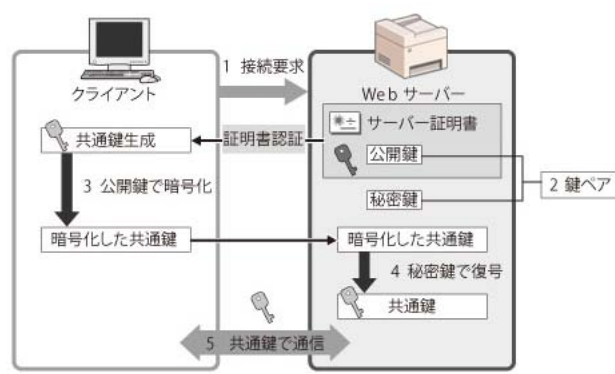 クライアント
1 接続要求
Webサーバー
サーバー証明書
共通鍵生成
証明書認証
公開鍵
3 公開鍵で暗号化
2 鍵ペア
秘密鍵
暗号化した共通鍵
暗号化した共通鍵
4 秘密鍵で復号
共通鍵
5 共通鍵で通信